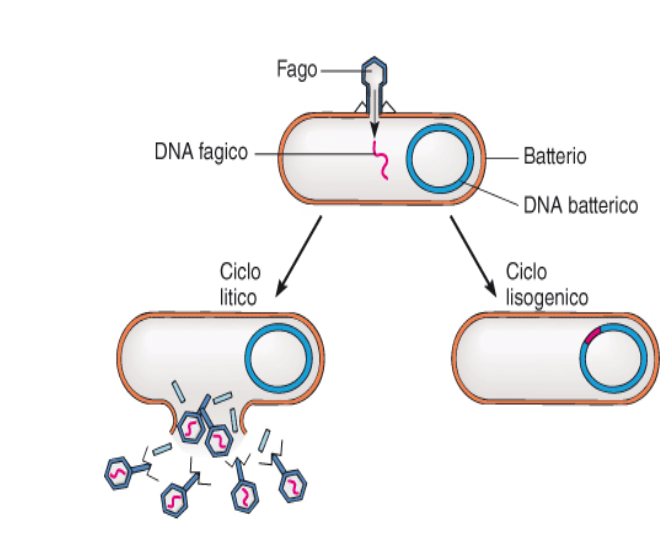 Fago
DNA fagico
Batterio
DNA batterico
Ciclo
litico
Ciclo
lisogenico